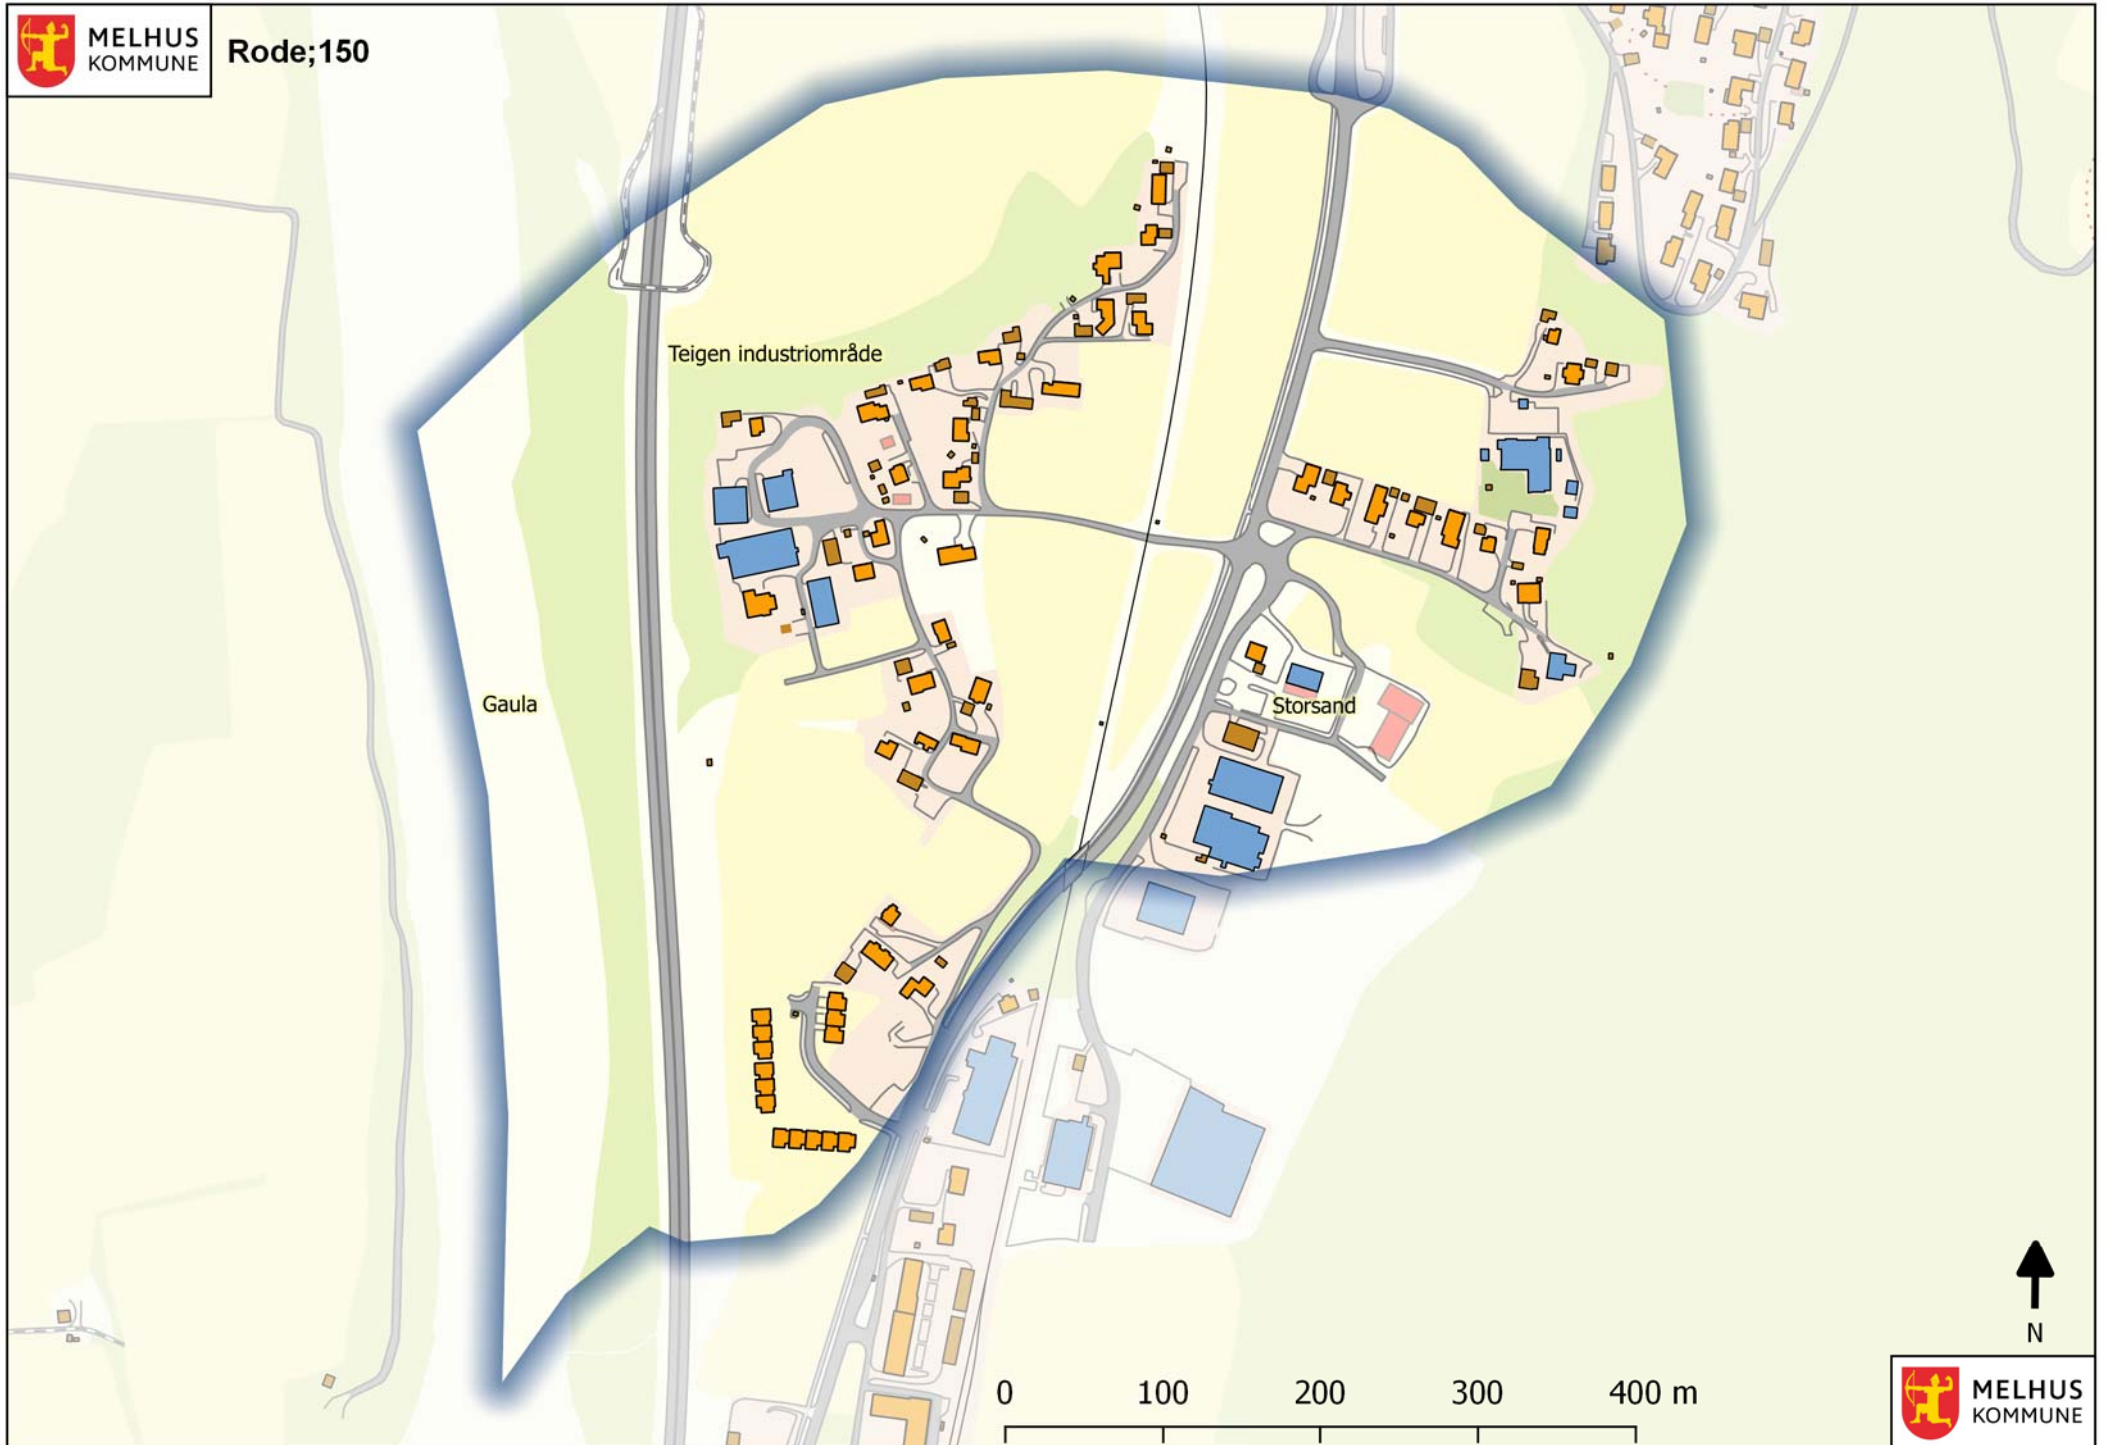 MELHUS
KOMMUNE
Rode;150
Teigen industriområde
Gaula
Storsand
N
0 100 200 300 400 m
MELHUS
KOMMUNE